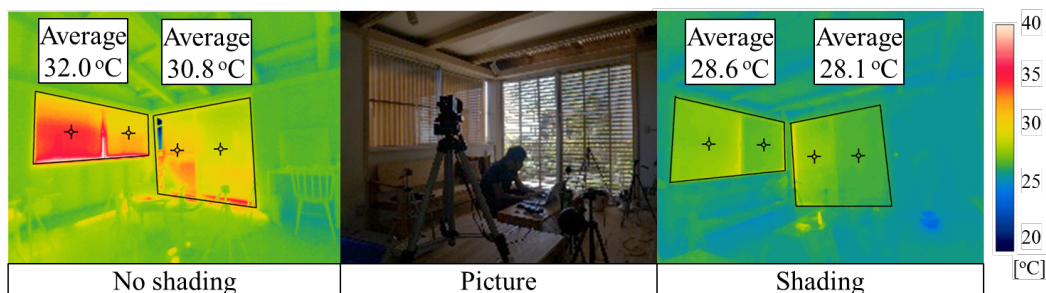 Average
32.0 °C
Average
30.8 °C
Average
28.6 °C
Average
28.1 °C
40
35
30
25
20
[°C]
No shading
Picture
Shading